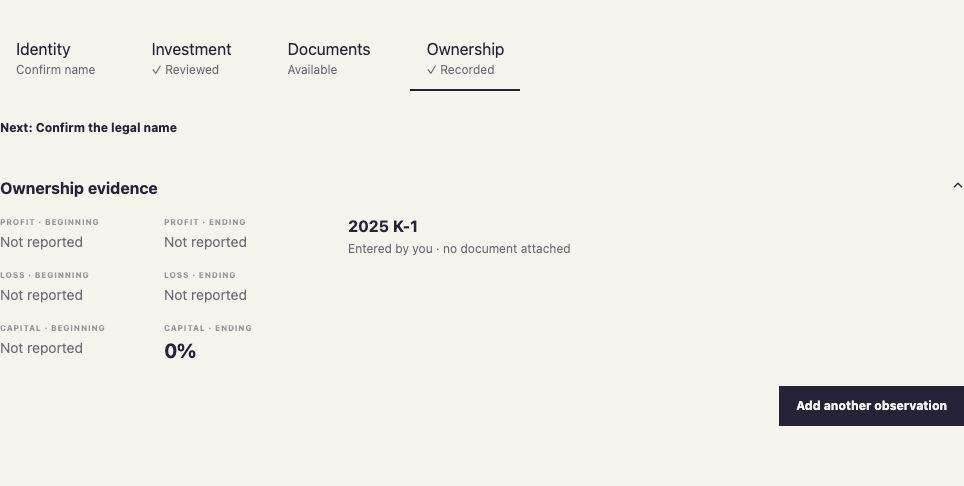 Identity
Confirm name
Investment
✓ Reviewed
Documents
Available
Ownership
✓ Recorded
Next: Confirm the legal name
Ownership evidence
PROFIT · BEGINNING
Not reported
PROFIT · ENDING
Not reported
LOSS · BEGINNING
Not reported
LOSS · ENDING
Not reported
CAPITAL · BEGINNING
Not reported
CAPITAL · ENDING
0%
2025 K-1
Entered by you · no document attached
Add another observation